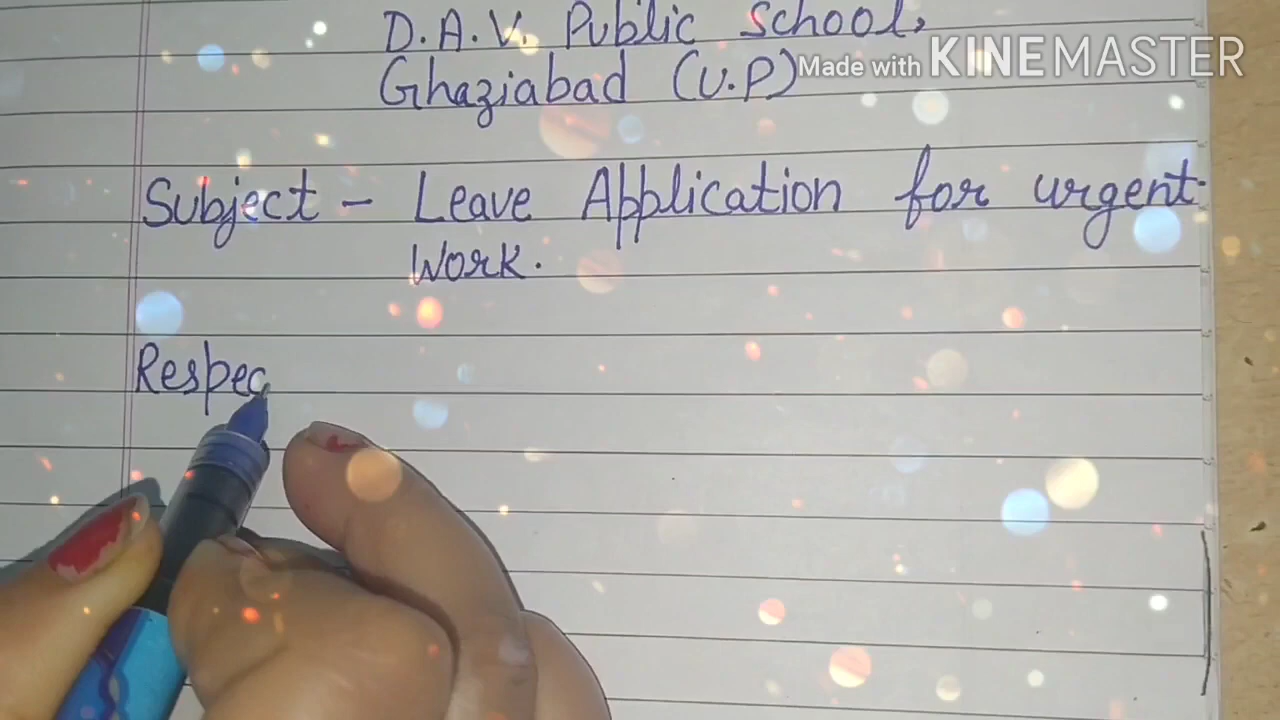 D.A.V. Public School,
Ghaziabad (U.P)
Made with KINEMASTER
Subject - Leave Application for urgent
Work.
Respec